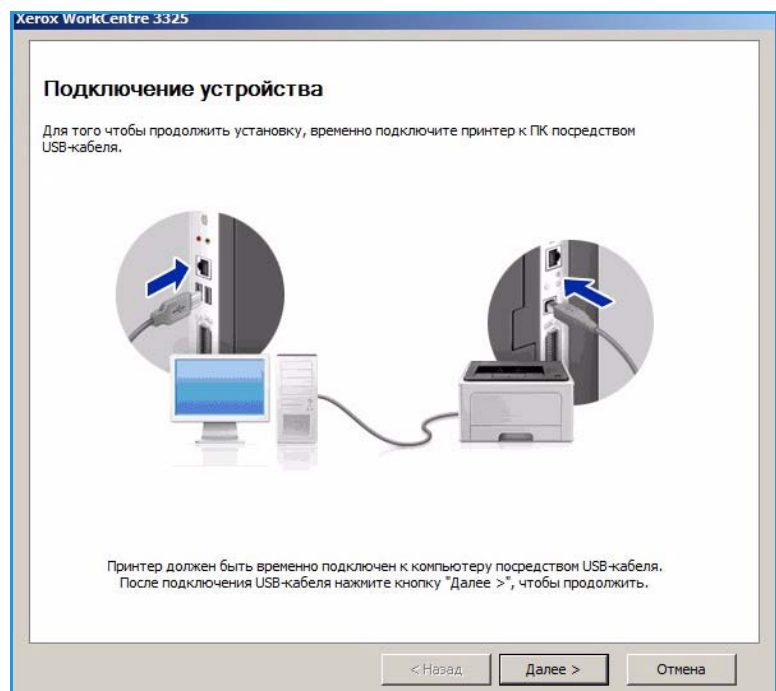 Xerox WorkCentre 3325
Подключение устройства
Для того чтобы продолжить установку, временно подключите принтер к ПК посредством
USB-кабеля.
Принтер должен быть временно подключен к компьютеру посредством USB-кабеля.
После подключения USB-кабеля нажмите кнопку "Далее >", чтобы продолжить.
< Назад
Далее >
Отмена